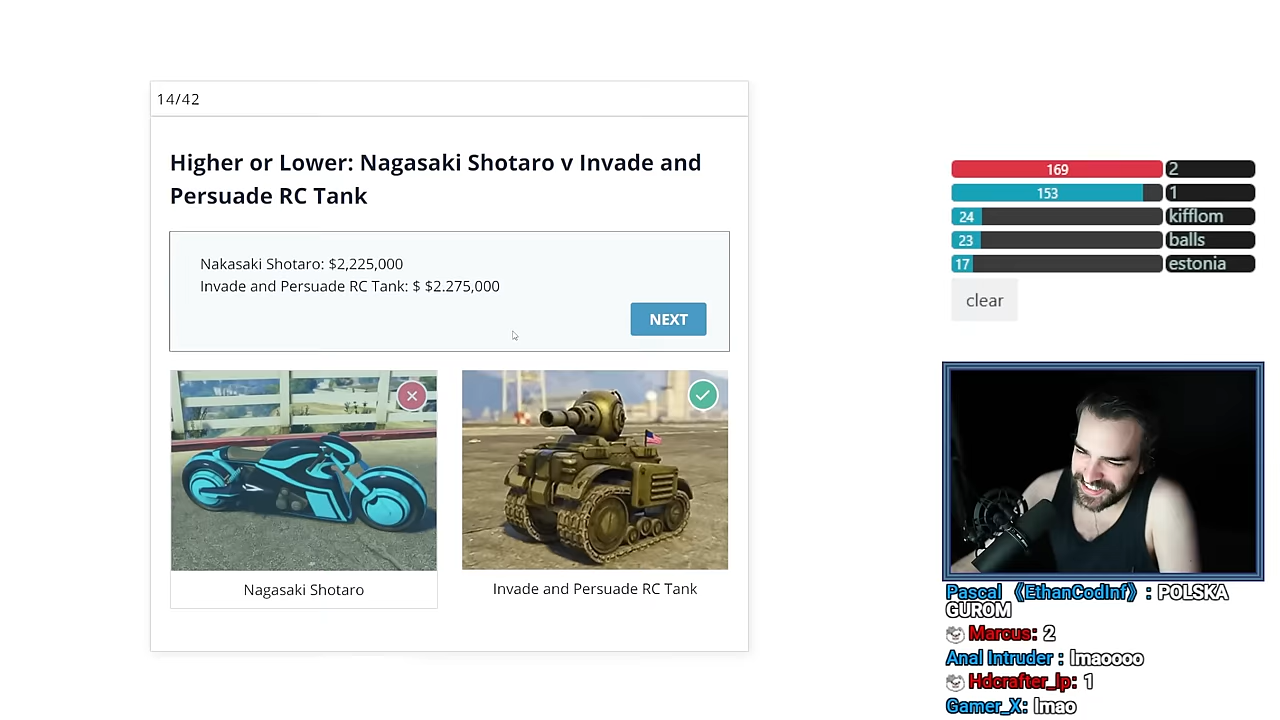 14/42
Higher or Lower: Nagasaki Shotaro v Invade and
Persuade RC Tank
Nakasaki Shotaro: $2,225,000
Invade and Persuade RC Tank: $ $2.275,000
NEXT
Nagasaki Shotaro
Invade and Persuade RC Tank
169 2
153 1
24 kifflom
23 balls
17 estonia
clear
Pascal 《EthanCodInf》: POLSKA
GUROM
Marcus: 2
Anal Intruder : lmaoooo
Hdcrafter_lp: 1
Gamer_X: lmao